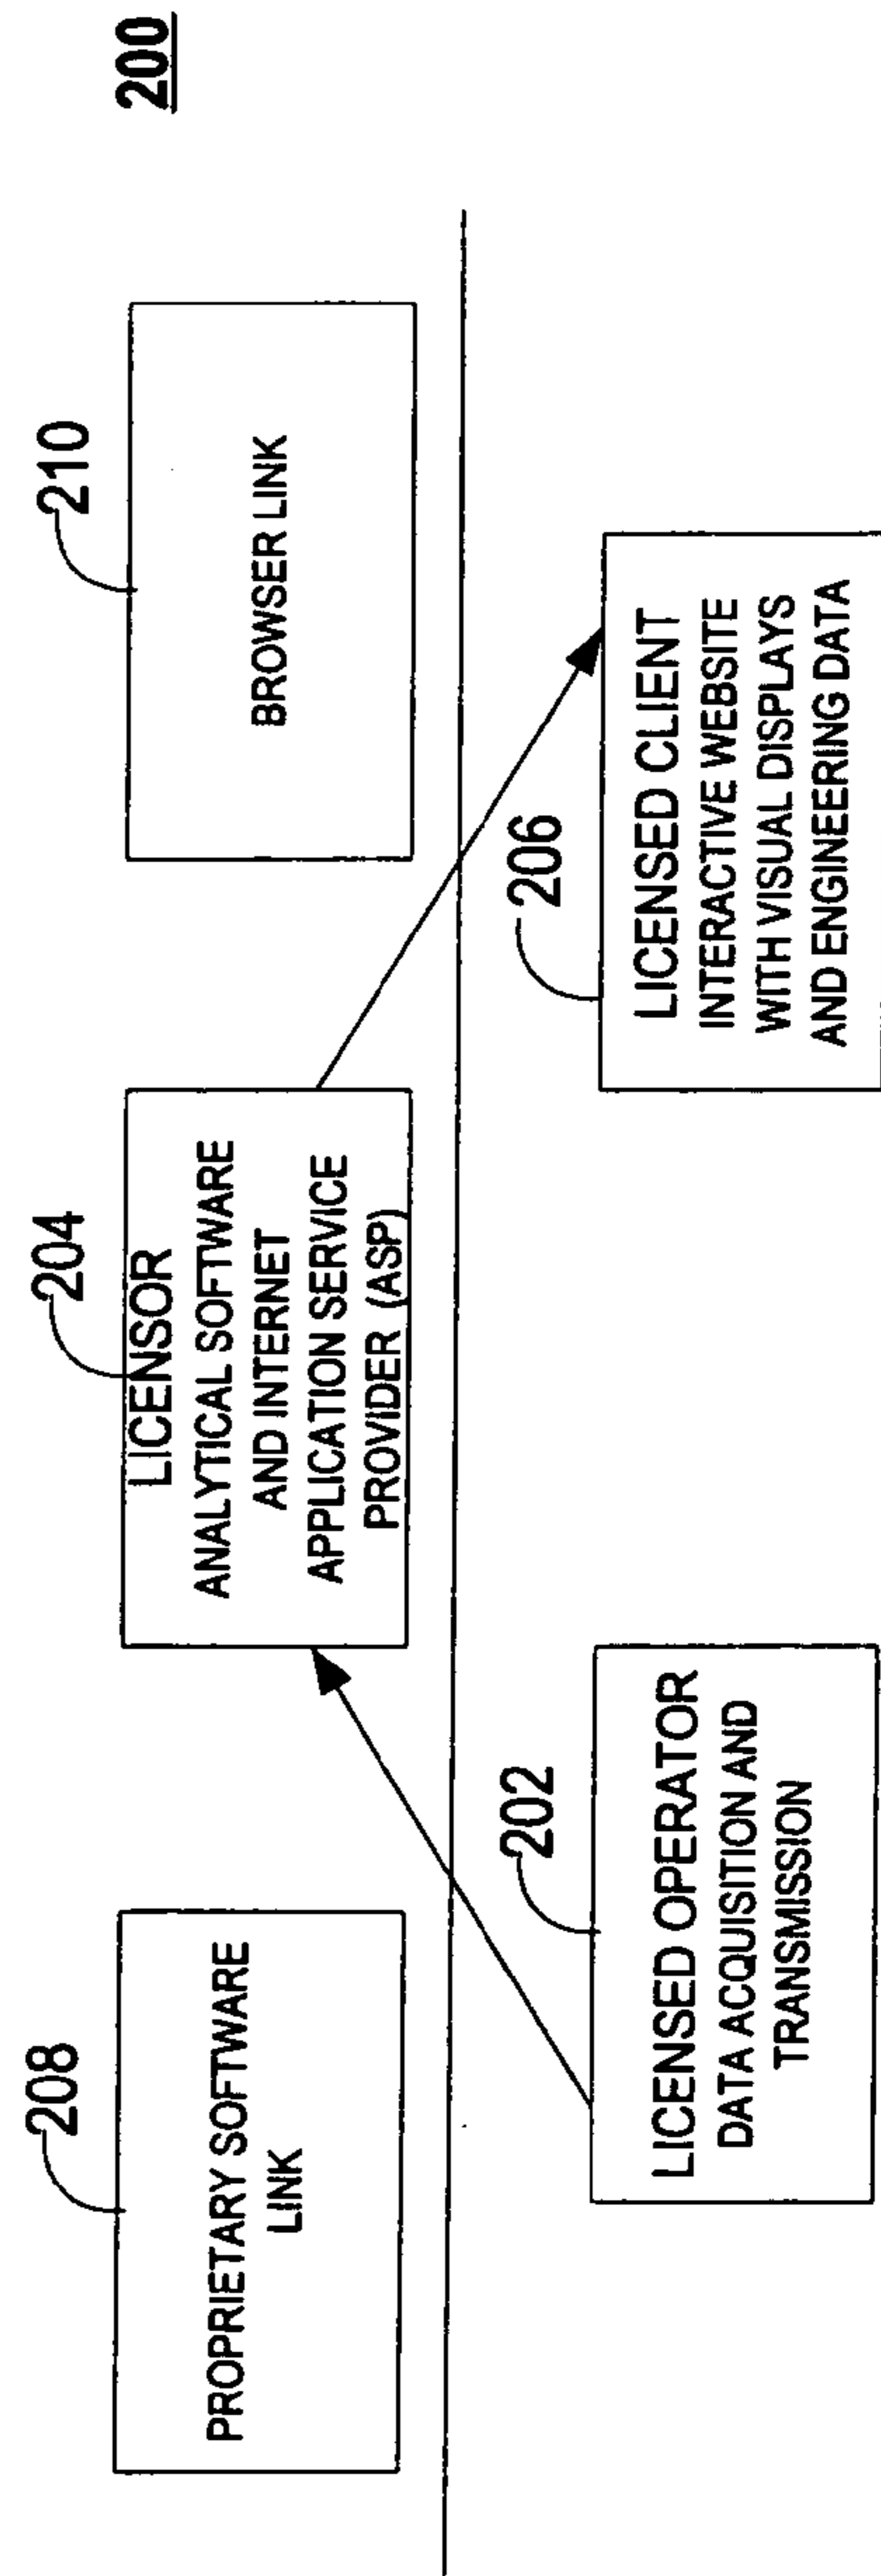 200
208
PROPRIETARY SOFTWARE
LINK
204
LICENSOR
ANALYTICAL SOFTWARE
AND INTERNET
APPLICATION SERVICE
PROVIDER (ASP)
210
BROWSER LINK
202
LICENSED OPERATOR
DATA ACQUISITION AND
TRANSMISSION
206
LICENSED CLIENT
INTERACTIVE WEBSITE
WITH VISUAL DISPLAYS
AND ENGINEERING DATA